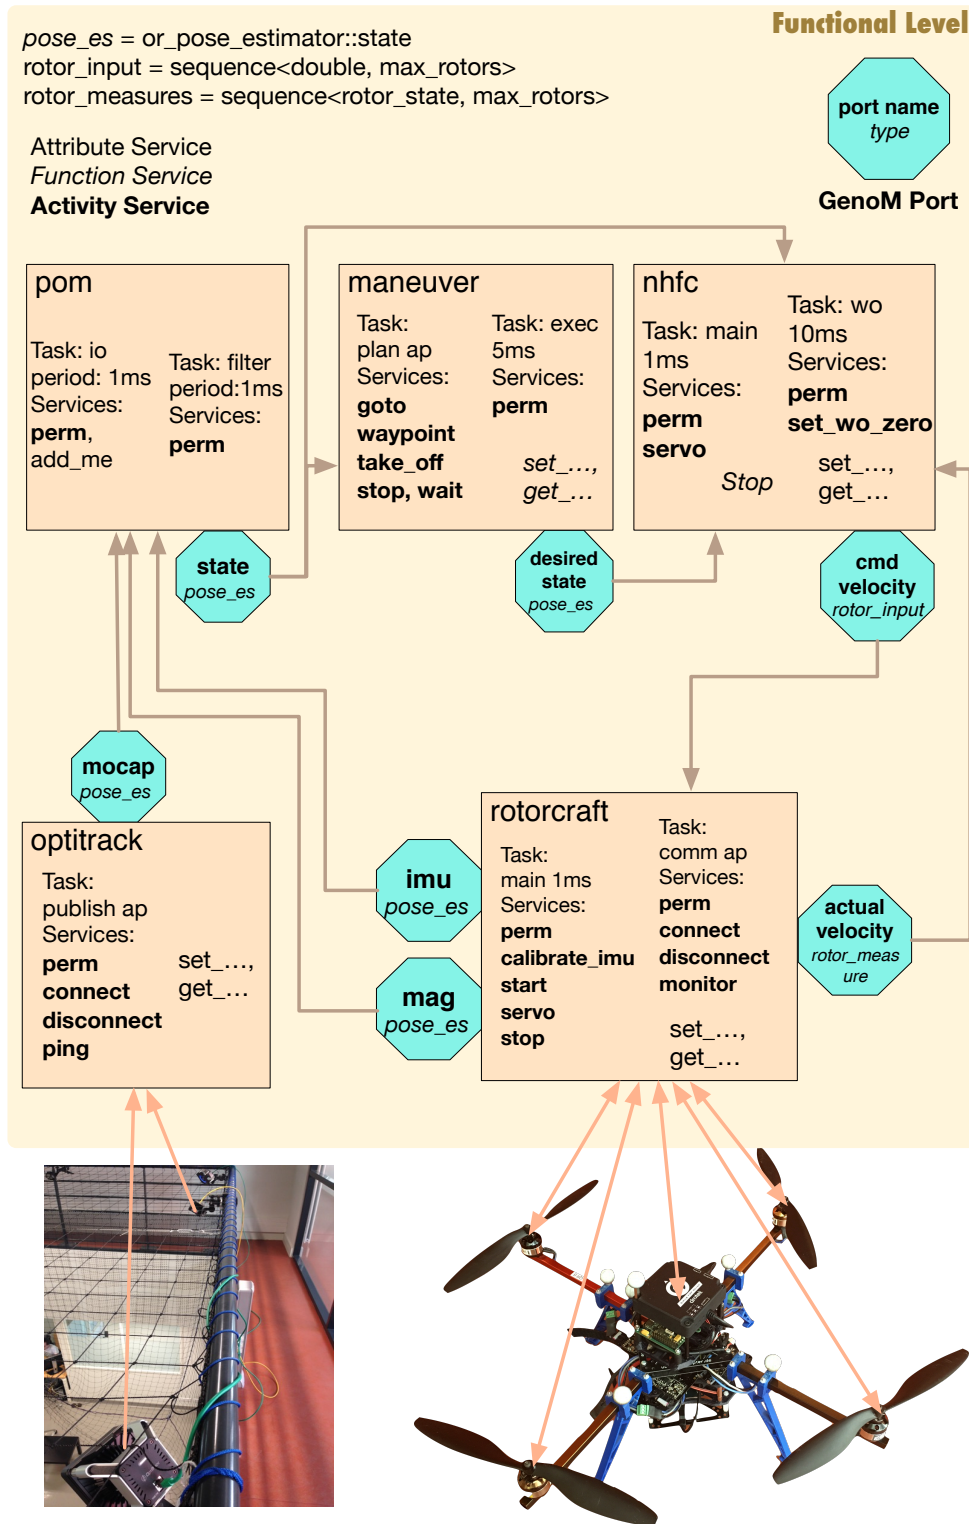 Functional Level
pose_es = or_pose_estimator::state
rotor_input = sequence<double, max_rotors>
rotor_measures = sequence<rotor_state, max_rotors>
port name
type
GenoM Port
Attribute Service
Function Service
Activity Service
pom
Task: io
period: 1ms
Services:
perm,
add_me
Task: filter
period:1ms
Services:
perm
maneuver
Task:
plan ap
Services:
goto
waypoint
take_off
stop, wait
Task: exec
5ms
Services:
perm
set_…,
get_…
nhfc
Task: main
1ms
Services:
perm
servo
Task: wo
10ms
Services:
perm
set_wo_zero
Stop
set_…,
get_…
state
pose_es
desired
state
pose_es
cmd
velocity
rotor_input
mocap
pose_es
optitrack
Task:
publish ap
Services:
perm
connect
disconnect
ping
set_…,
get_…
imu
pose_es
mag
pose_es
rotorcraft
Task:
main 1ms
Services:
perm
calibrate_imu
start
servo
stop
Task:
comm ap
Services:
perm
connect
disconnect
monitor
set_…,
get_…
actual
velocity
rotor_meas
ure